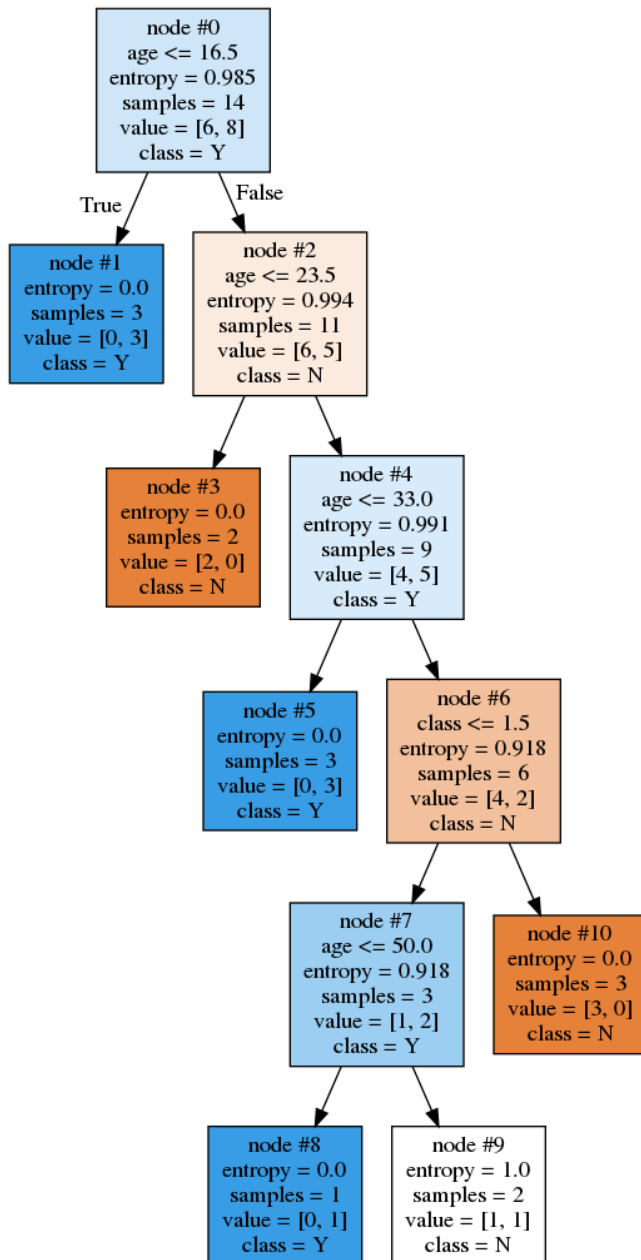 node #0
age <= 16.5
entropy = 0.985
samples = 14
value = [6, 8]
class = Y
True
False
node #1
entropy = 0.0
samples = 3
value = [0, 3]
class = Y
node #2
age <= 23.5
entropy = 0.994
samples = 11
value = [6, 5]
class = N
node #3
entropy = 0.0
samples = 2
value = [2, 0]
class = N
node #4
age <= 33.0
entropy = 0.991
samples = 9
value = [4, 5]
class = Y
node #5
entropy = 0.0
samples = 3
value = [0, 3]
class = Y
node #6
class <= 1.5
entropy = 0.918
samples = 6
value = [4, 2]
class = N
node #7
age <= 50.0
entropy = 0.918
samples = 3
value = [1, 2]
class = Y
node #10
entropy = 0.0
samples = 3
value = [3, 0]
class = N
node #8
entropy = 0.0
samples = 1
value = [0, 1]
class = Y
node #9
entropy = 1.0
samples = 2
value = [1, 1]
class = N